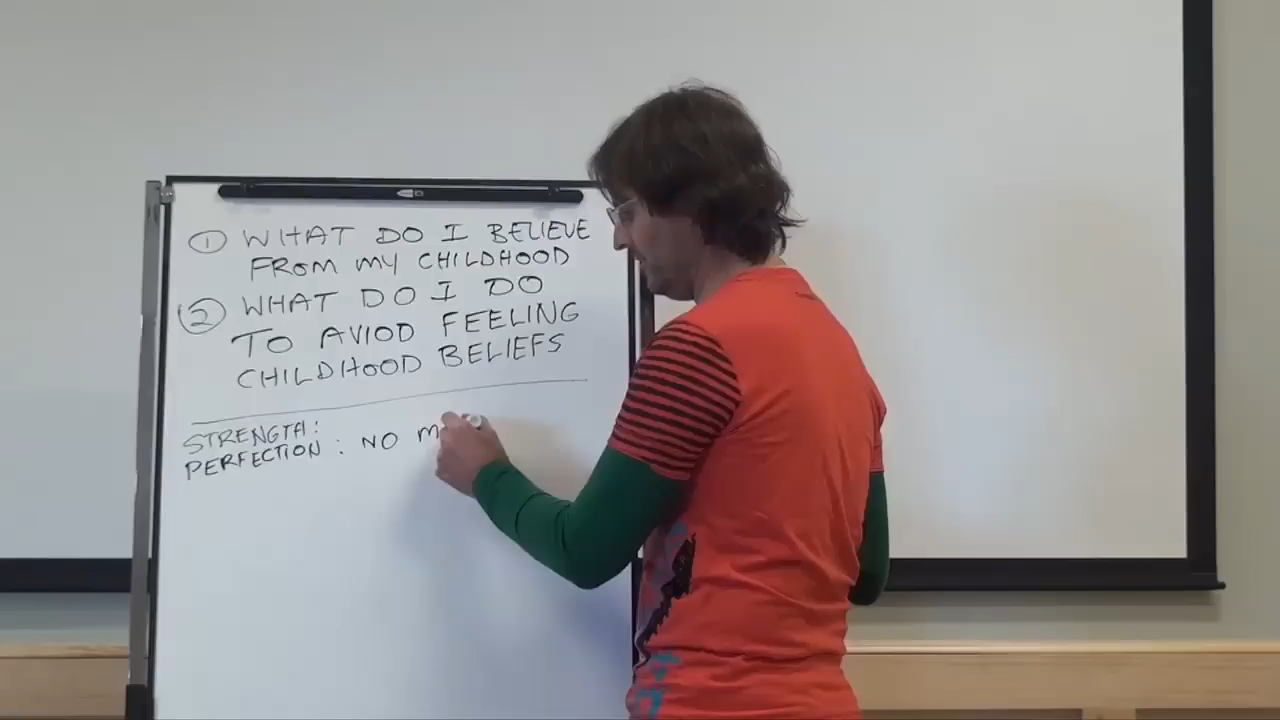 ① WHAT DO I BELIEVE
FROM MY CHILDHOOD
② WHAT DO I DO
TO AVIOD FEELING
CHILDHOOD BELIEFS
STRENGTH:
PERFECTION: NO M